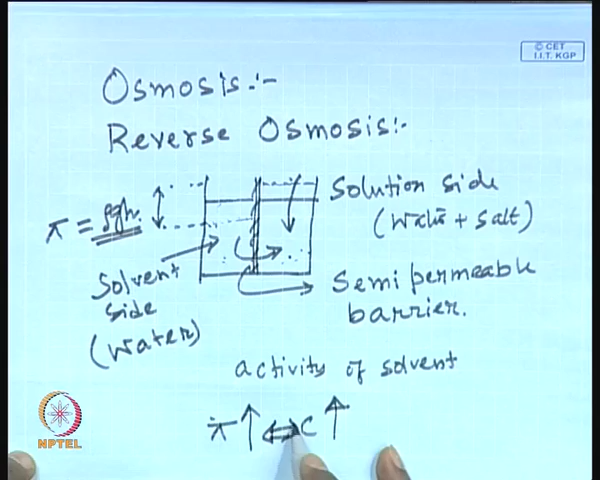 © CET
I.I.T. KGP
Osmosis:-
Reverse Osmosis:-
Solution side
(Water + Salt)
π = ρgh.
Solvent
side
(water)
Semi permeable
barrier.
activity of solvent
π ↑ ⇔ c ↑
NPTEL